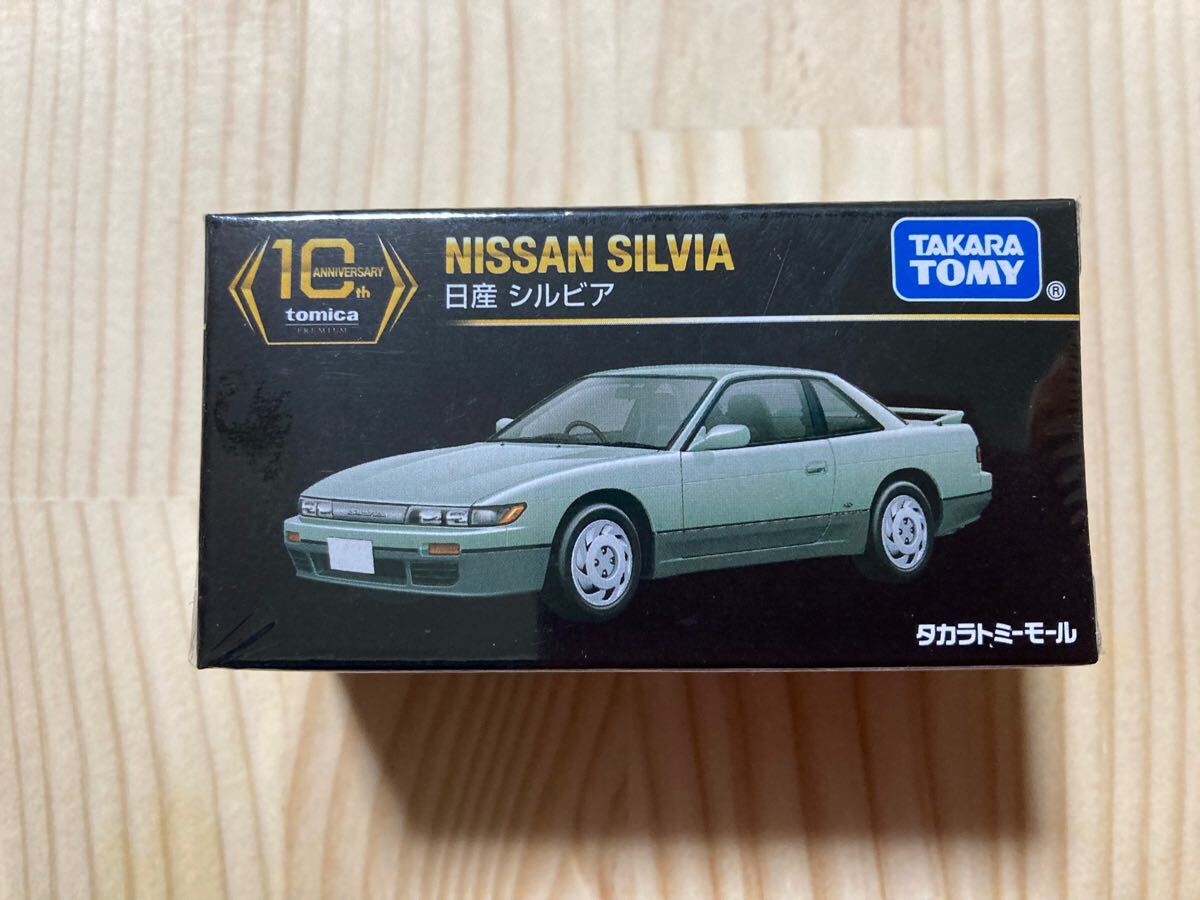 10th
ANNIVERSARY
tomica
PREMIUM
NISSAN SILVIA
日産 シルビア
TAKARA
TOMY
®
SILVIA
タカラトミーモール